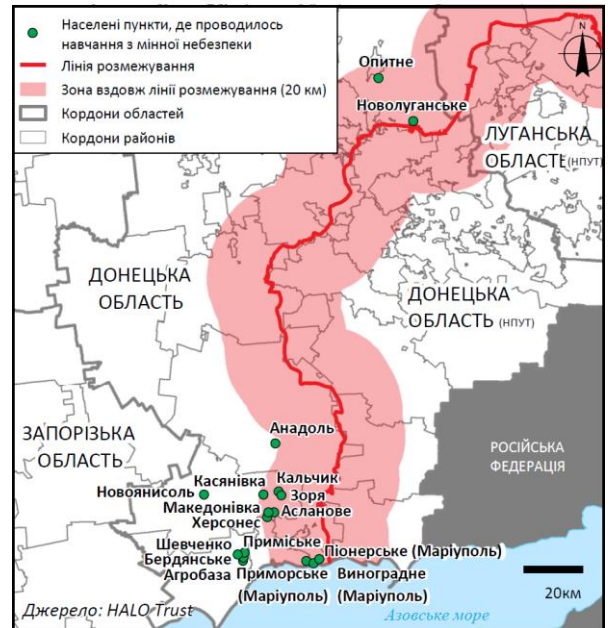 Населені пункти, де проводилось
навчання з мінної небезпеки
Лінія розмежування
Зона вздовж лінії розмежування (20 км)
Кордони областей
Кордони районів
N
Опитне
Новолуганське
ЛУГАНСЬКА
ОБЛАСТЬ (НПУТ)
ДОНЕЦЬКА
ОБЛАСТЬ
ДОНЕЦЬКА
ОБЛАСТЬ (НПУТ)
ЗАПОРІЗЬКА
ОБЛАСТЬ
РОСІЙСЬКА
ФЕДЕРАЦІЯ
Анадоль
Касянівка
Кальчик
Новоянисоль
Зоря
Македонівка
Асланове
Херсонес
Шевченко
Приміське
Бердянське
Піонерське (Маріуполь)
Агробаза
Приморське
(Маріуполь)
Виноградне
(Маріуполь)
20км
Джерело: HALO Trust
Азовське море